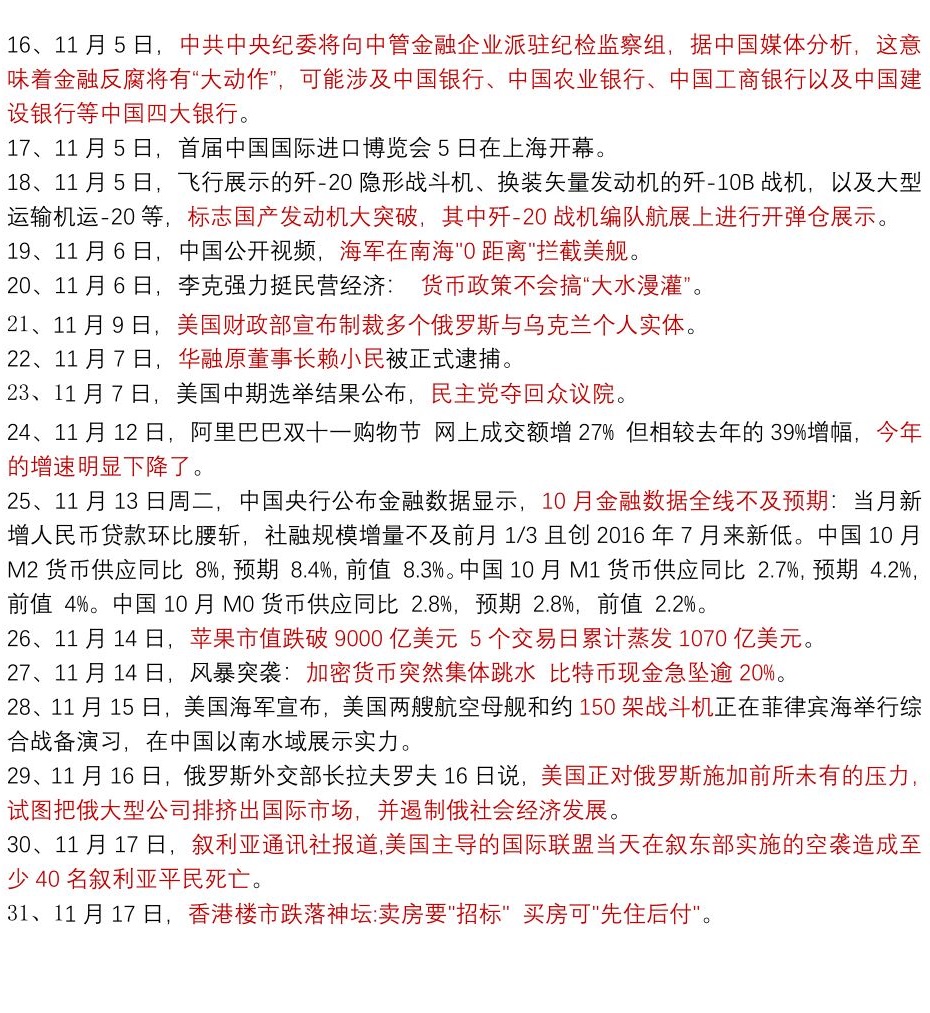 16、11 月 5 日，中共中央纪委将向中管金融企业派驻纪检监察组，据中国媒体分析，这意
味着金融反腐将有“大动作”，可能涉及中国银行、中国农业银行、中国工商银行以及中国建
设银行等中国四大银行。
17、11 月 5 日，首届中国国际进口博览会 5 日在上海开幕。
18、11 月 5 日，飞行展示的歼-20 隐形战斗机、换装矢量发动机的歼-10B 战机，以及大型
运输机运-20 等，标志国产发动机大突破，其中歼-20 战机编队航展上进行开弹仓展示。
19、11 月 6 日，中国公开视频，海军在南海"0 距离"拦截美舰。
20、11 月 6 日，李克强力挺民营经济： 货币政策不会搞“大水漫灌”。
21、11 月 9 日，美国财政部宣布制裁多个俄罗斯与乌克兰个人实体。
22、11 月 7 日，华融原董事长赖小民被正式逮捕。
23、11 月 7 日，美国中期选举结果公布，民主党夺回众议院。
24、11 月 12 日，阿里巴巴双十一购物节 网上成交额增 27% 但相较去年的 39%增幅，今年
的增速明显下降了。
25、11 月 13 日周二，中国央行公布金融数据显示，10 月金融数据全线不及预期：当月新
增人民币贷款环比腰斩，社融规模增量不及前月 1/3 且创 2016 年 7 月来新低。中国 10 月
M2 货币供应同比 8%, 预期 8.4%, 前值 8.3%。中国 10 月 M1 货币供应同比 2.7%, 预期 4.2%,
前值 4%。中国 10 月 M0 货币供应同比 2.8%，预期 2.8%，前值 2.2%。
26、11 月 14 日，苹果市值跌破 9000 亿美元 5 个交易日累计蒸发 1070 亿美元。
27、11 月 14 日，风暴突袭：加密货币突然集体跳水 比特币现金急坠逾 20%。
28、11 月 15 日，美国海军宣布，美国两艘航空母舰和约 150 架战斗机正在菲律宾海举行综
合战备演习，在中国以南水域展示实力。
29、11 月 16 日，俄罗斯外交部长拉夫罗夫 16 日说，美国正对俄罗斯施加前所未有的压力，
试图把俄大型公司排挤出国际市场，并遏制俄社会经济发展。
30、11 月 17 日，叙利亚通讯社报道,美国主导的国际联盟当天在叙东部实施的空袭造成至
少 40 名叙利亚平民死亡。
31、11 月 17 日，香港楼市跌落神坛:卖房要"招标" 买房可"先住后付"。